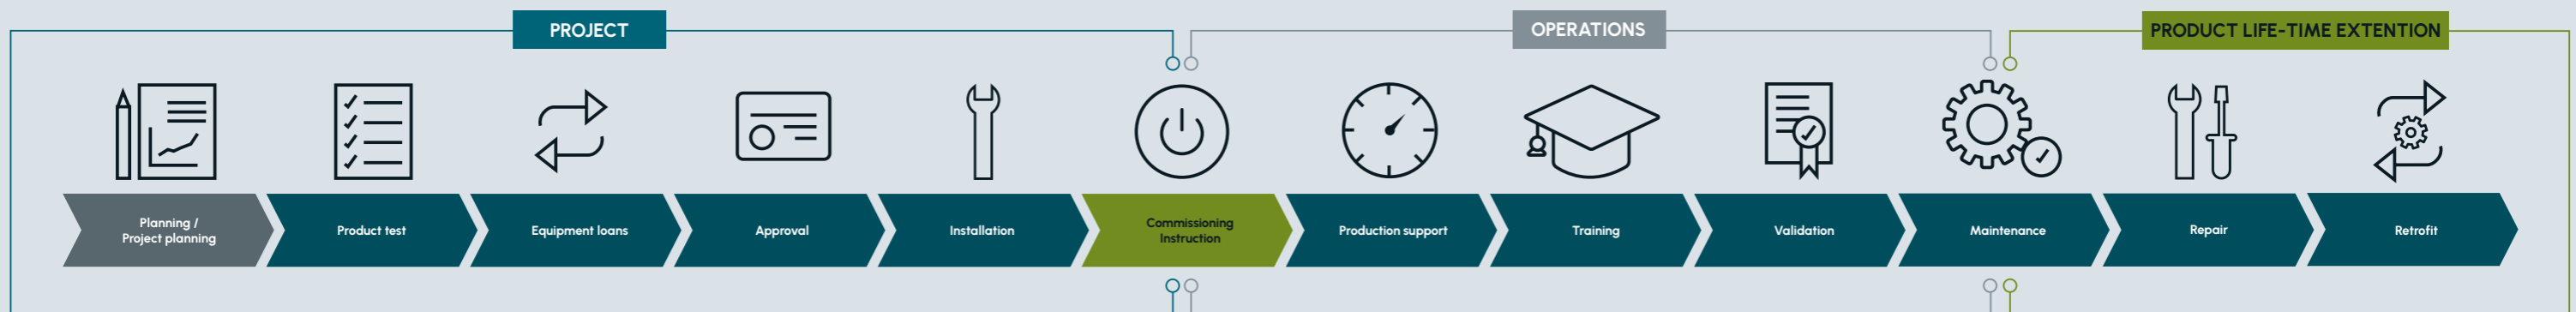 PROJECT
OPERATIONS
PRODUCT LIFE-TIME EXTENTION
Planning /
Project planning
Product test
Equipment loans
Approval
Installation
Commissioning
Instruction
Production support
Training
Validation
Maintenance
Repair
Retrofit